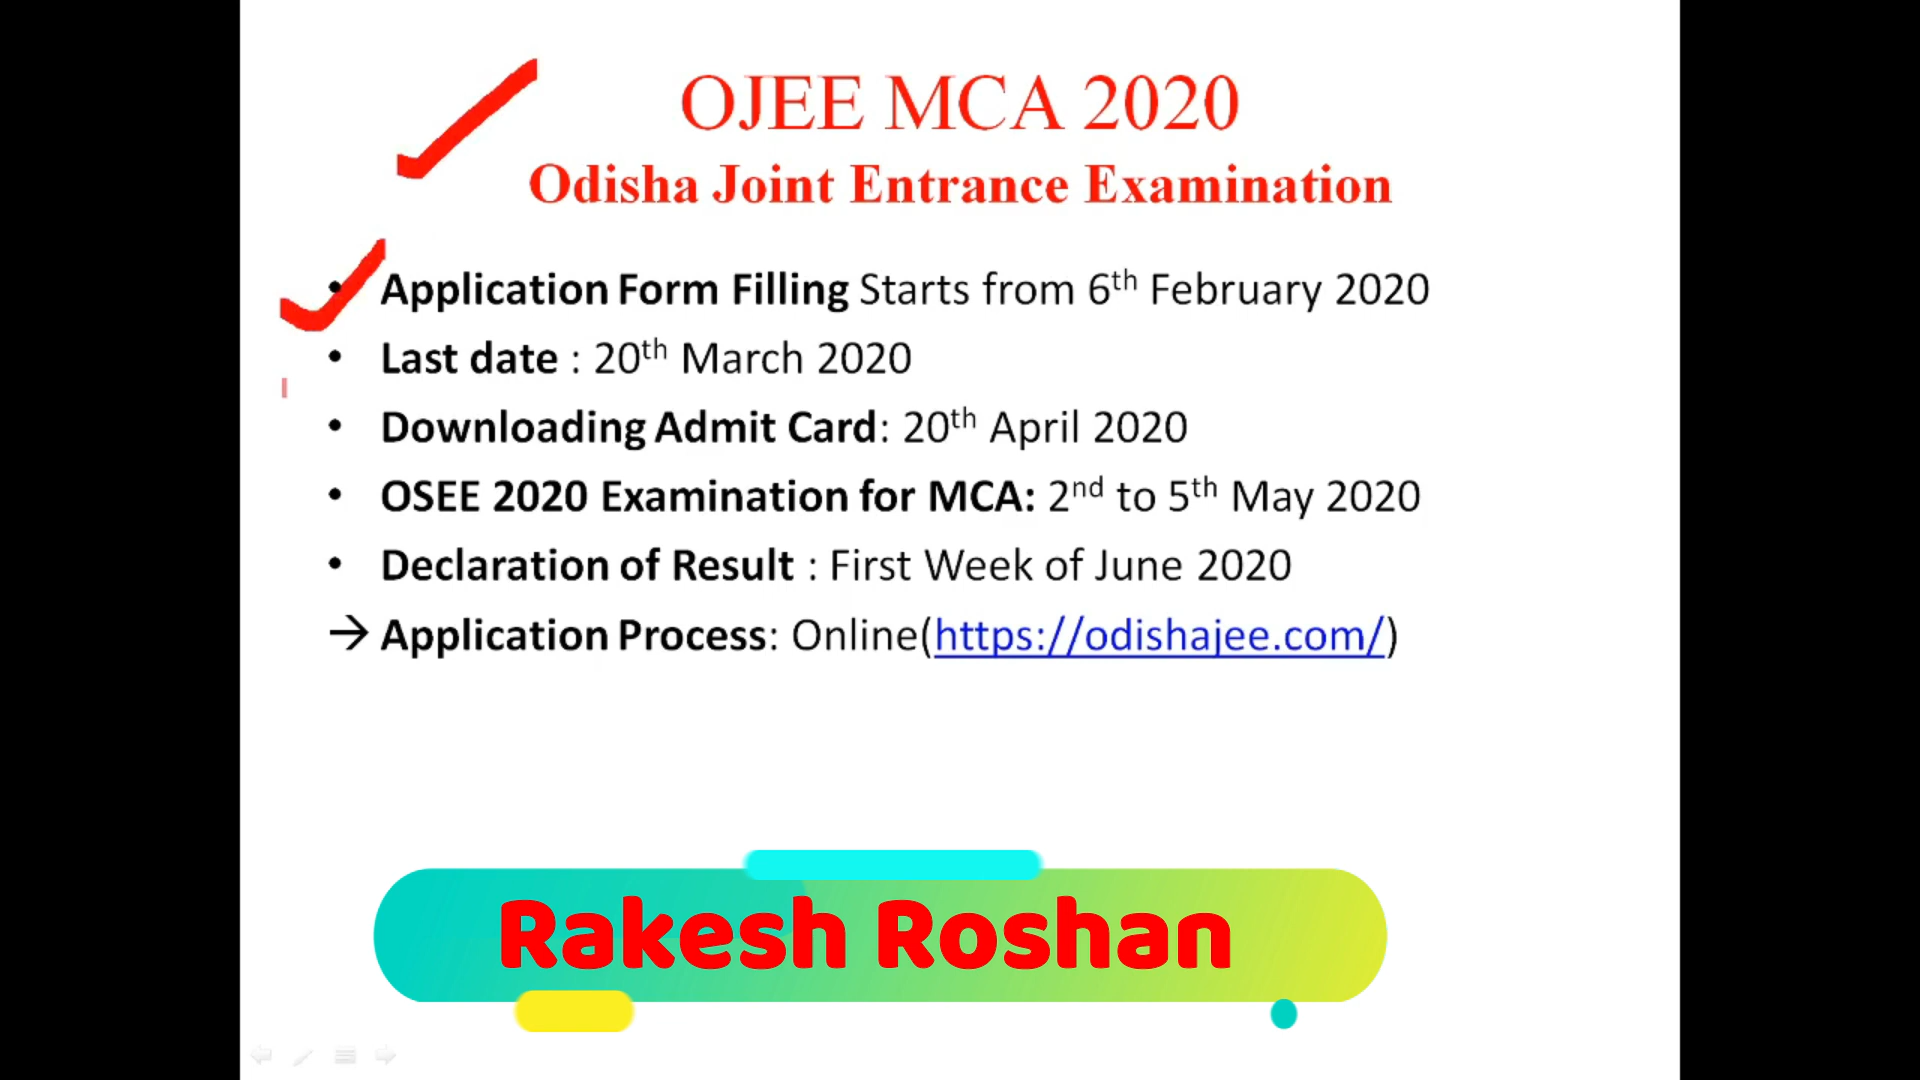 OJEE MCA 2020
Odisha Joint Entrance Examination
• Application Form Filling Starts from 6th February 2020
• Last date : 20th March 2020
• Downloading Admit Card: 20th April 2020
• OSEE 2020 Examination for MCA: 2nd to 5th May 2020
• Declaration of Result : First Week of June 2020
→ Application Process: Online(https://odishajee.com/)
Rakesh Roshan